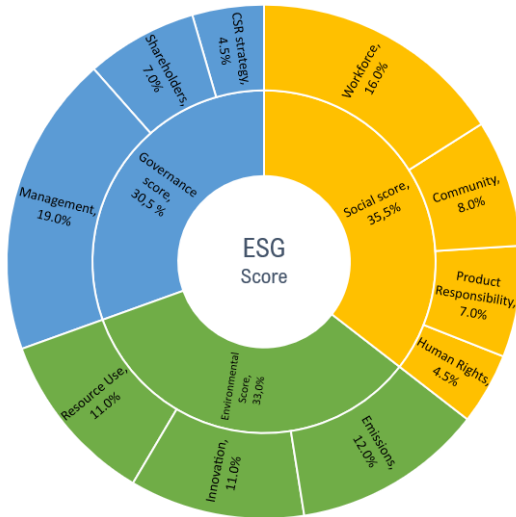 ESG
Score
Social score,
35,5%
Workforce,
16.0%
Community,
8.0%
Product
Responsibility,
7.0%
Human Rights,
4.5%
Environmental
Score,
33,0%
Emissions,
12.0%
Innovation,
11.0%
Resource Use,
11.0%
Governance
score,
30,5 %
Management,
19.0%
Shareholders,
7.0%
CSR strategy,
4.5%